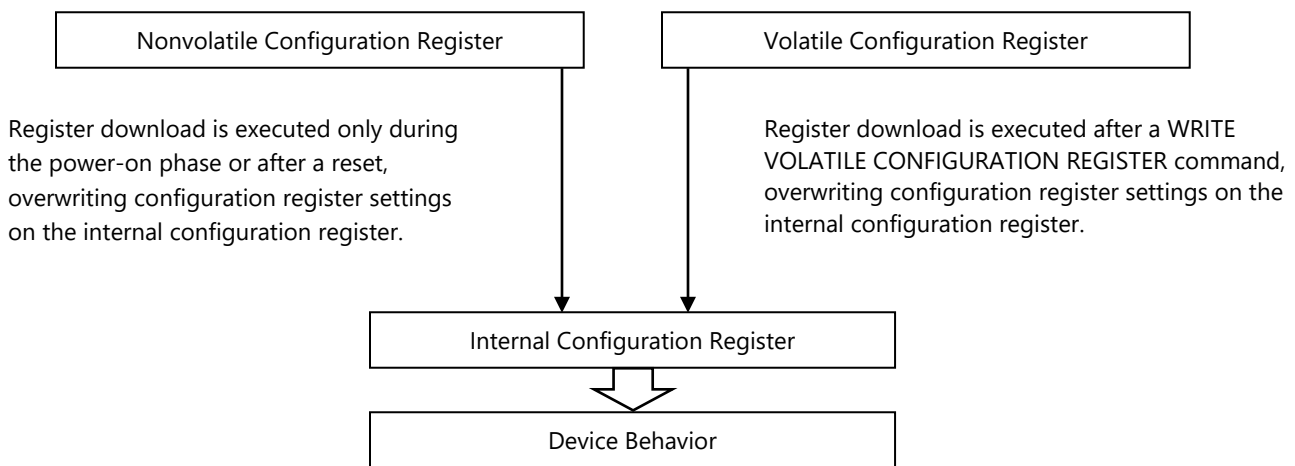 Nonvolatile Configuration Register
Volatile Configuration Register
Register download is executed only during
the power-on phase or after a reset,
overwriting configuration register settings
on the internal configuration register.
Register download is executed after a WRITE
VOLATILE CONFIGURATION REGISTER command,
overwriting configuration register settings on the
internal configuration register.
Internal Configuration Register
Device Behavior